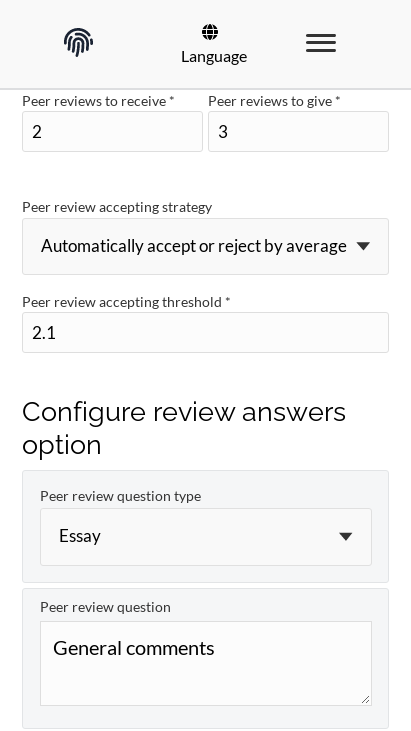 Language
Peer reviews to receive * Peer reviews to give *
2 3
Peer review accepting strategy
Automatically accept or reject by average
Peer review accepting threshold *
2.1
Configure review answers
option
Peer review question type
Essay
Peer review question
General comments